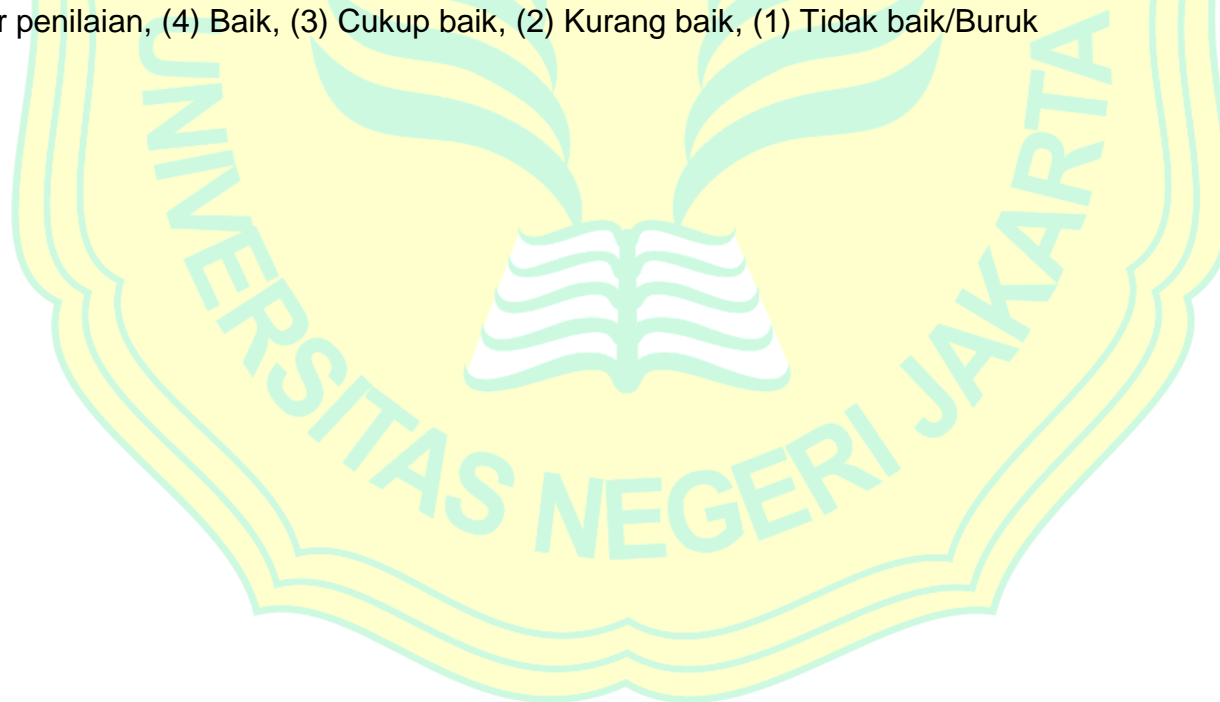 r penilaian, (4) Baik, (3) Cukup baik, (2) Kurang baik, (1) Tidak baik/Buruk
UNIVERSITAS NEGERI JAKARTA